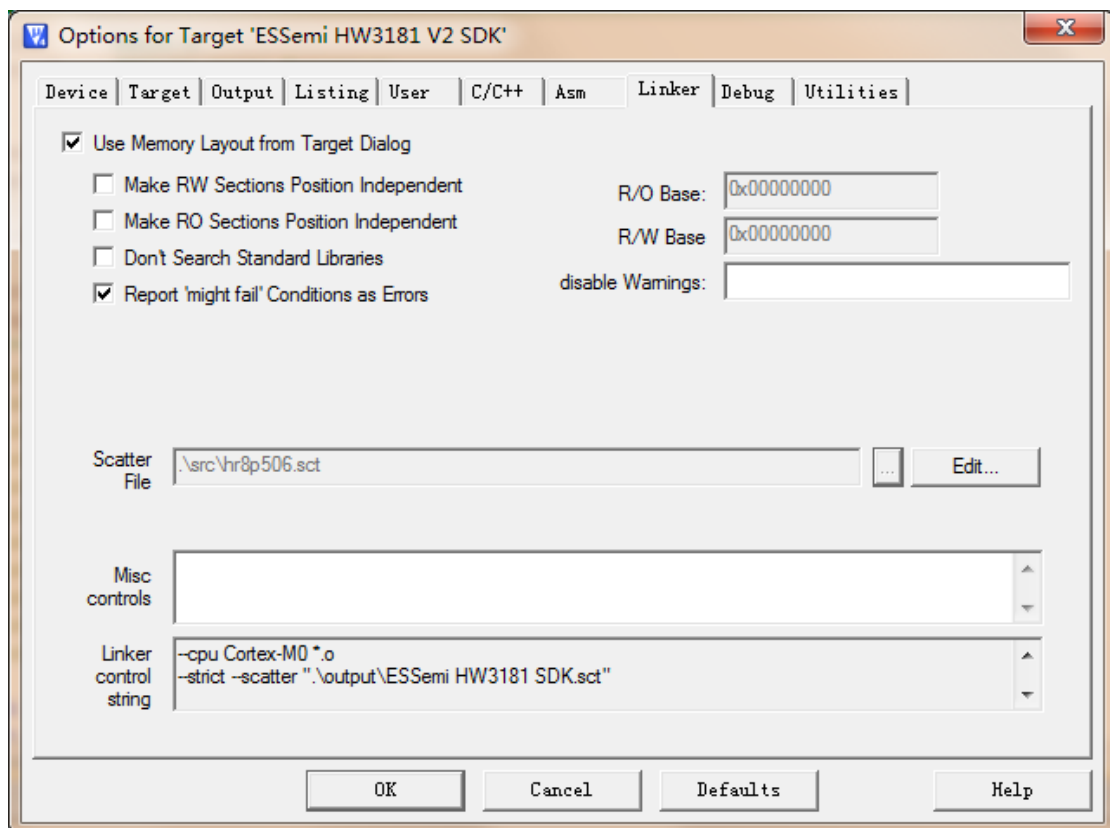 Options for Target 'ESSemi HW3181 V2 SDK'
Device Target Output Listing User C/C++ Asm Linker Debug Utilities
Use Memory Layout from Target Dialog
Make RW Sections Position Independent
R/O Base: 0x00000000
Make RO Sections Position Independent
R/W Base 0x00000000
Don't Search Standard Libraries
disable Warnings:
Report 'might fail' Conditions as Errors
Scatter
File
.\src\hr8p506.sct
...
Edit...
Misc
controls
Linker
control
string
--cpu Cortex-M0 *.o
--strict --scatter ".\output\ESSemi HW3181 SDK.sct"
OK Cancel Defaults Help